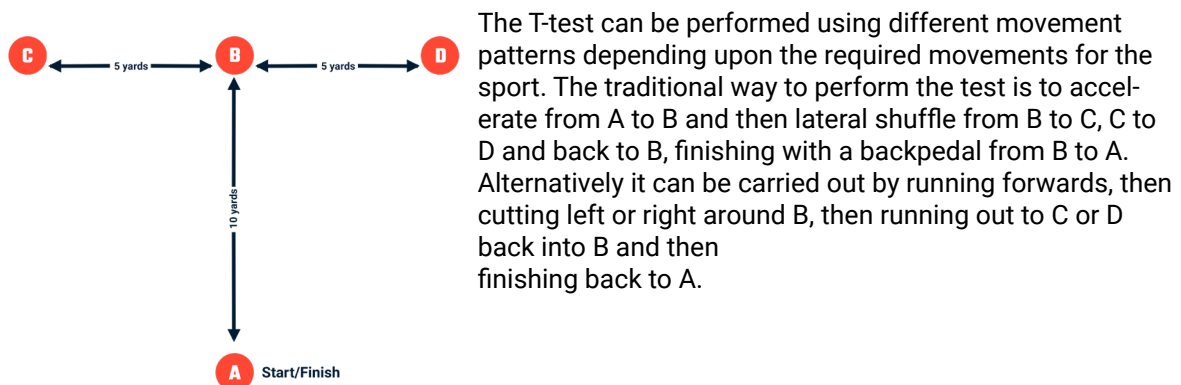 C
5 yards
B
5 yards
D
10 yards
A
Start/Finish
The T-test can be performed using different movement
patterns depending upon the required movements for the
sport. The traditional way to perform the test is to accel-
erate from A to B and then lateral shuffle from B to C, C to
D and back to B, finishing with a backpedal from B to A.
Alternatively it can be carried out by running forwards, then
cutting left or right around B, then running out to C or D
back into B and then
finishing back to A.